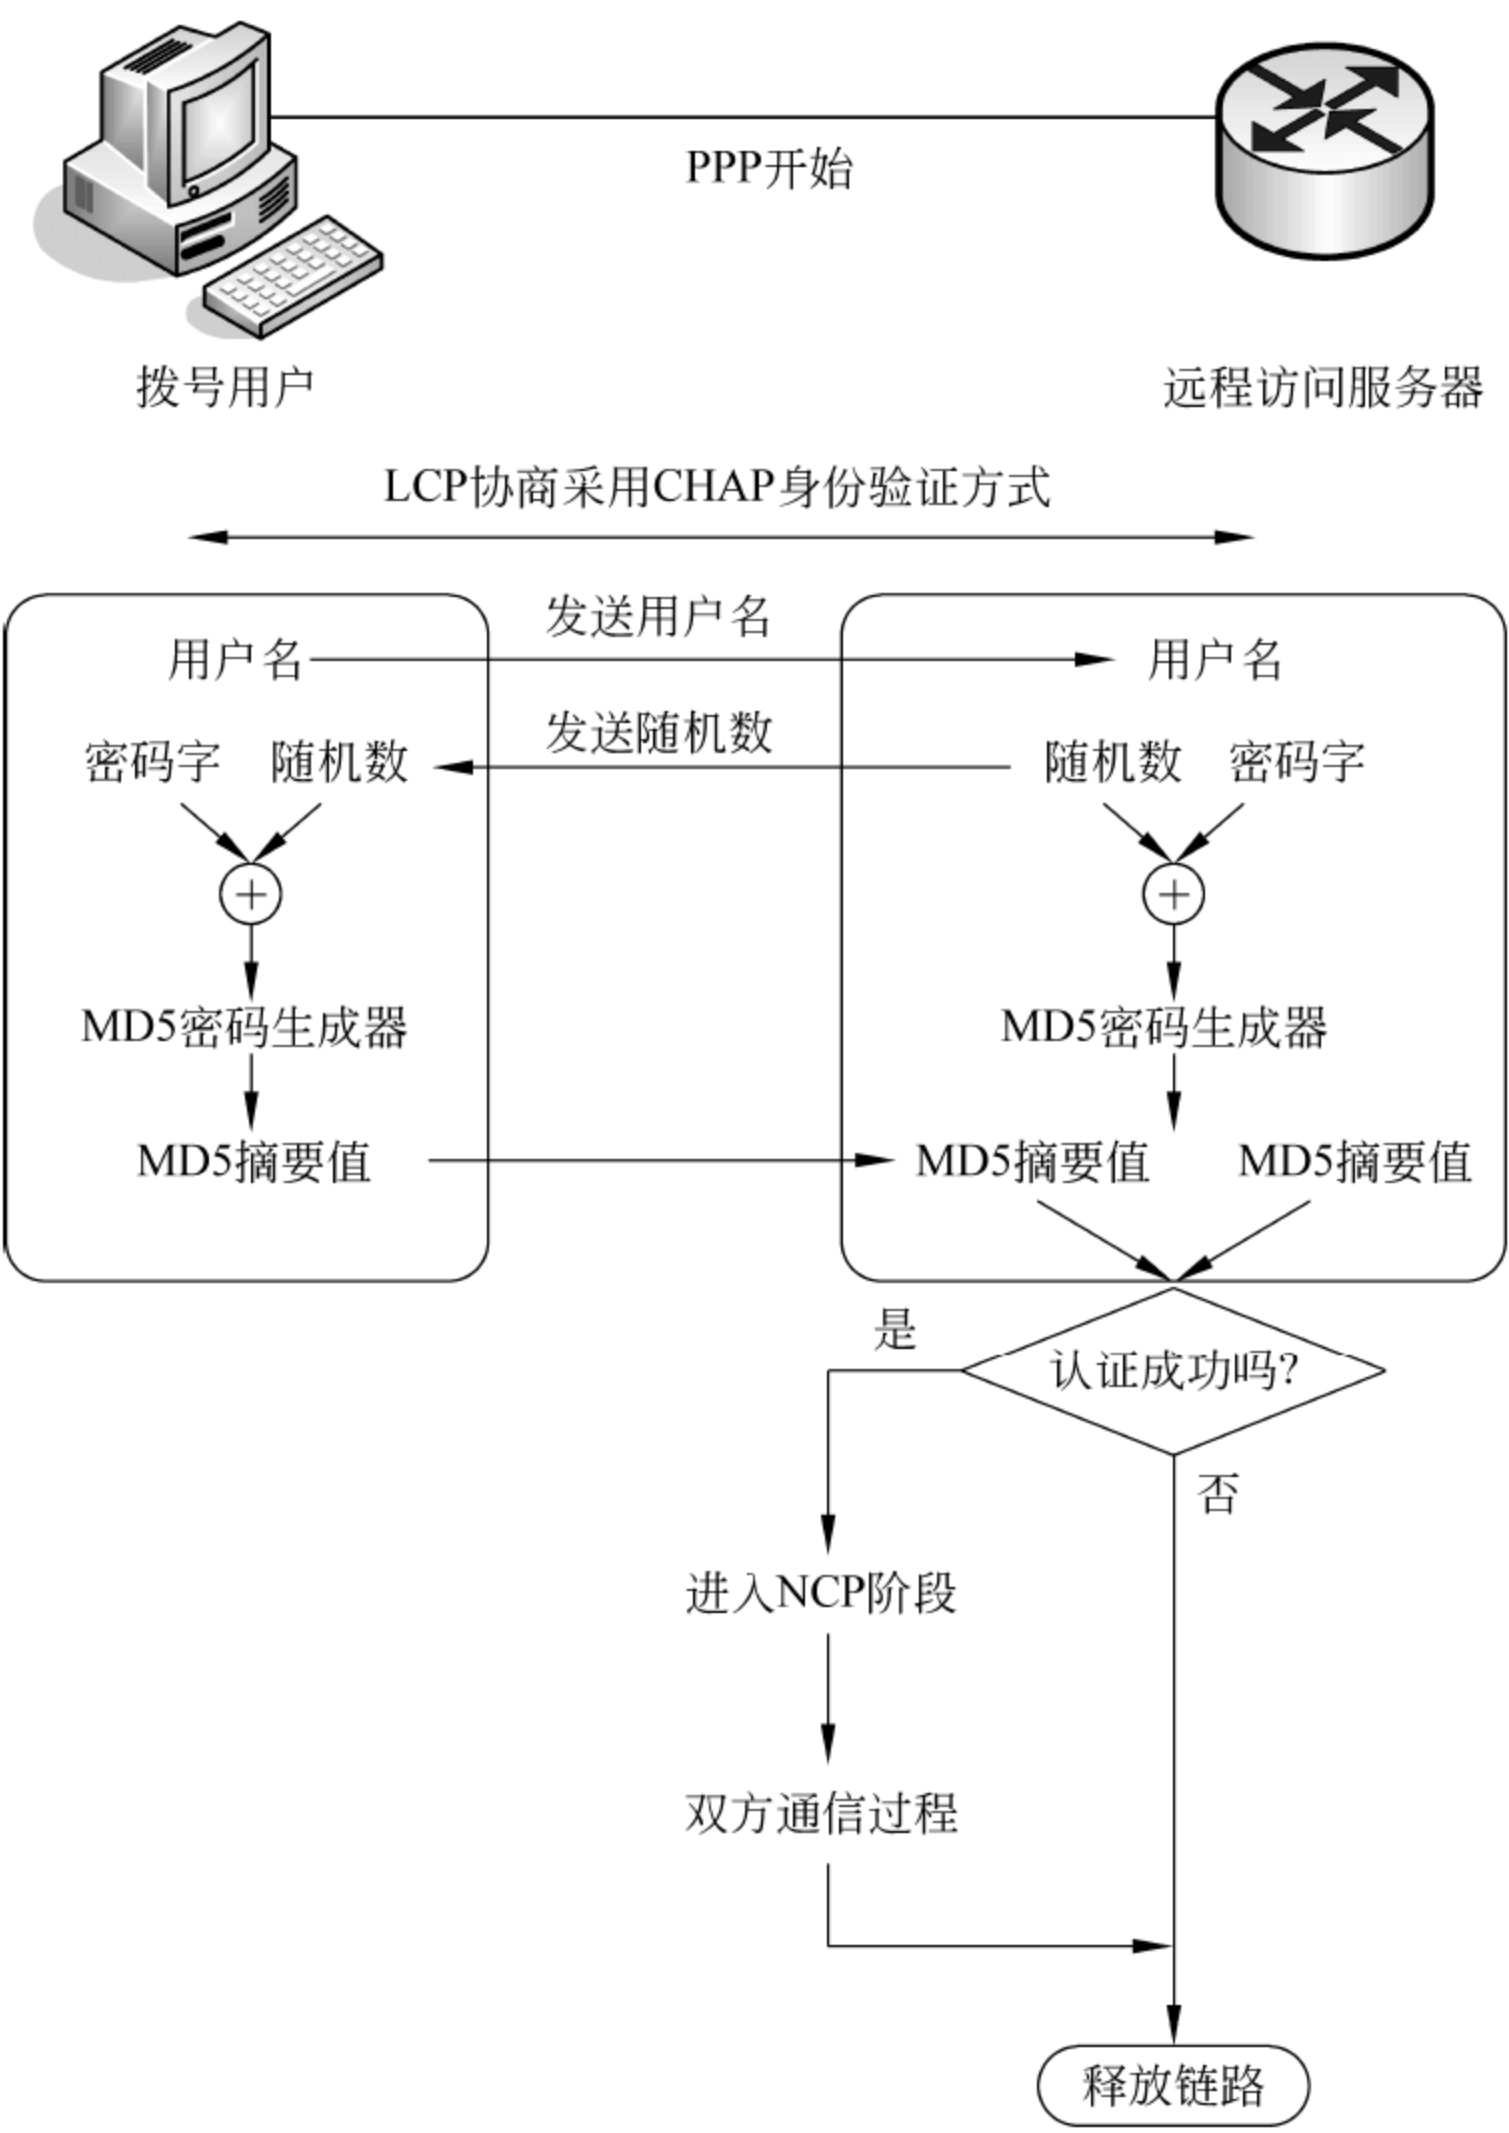 PPP开始
拨号用户
远程访问服务器
LCP协商采用CHAP身份验证方式
发送用户名
用户名
用户名
发送随机数
密码字
随机数
随机数
密码字
MD5密码生成器
MD5密码生成器
MD5摘要值
MD5摘要值
MD5摘要值
是
认证成功吗?
否
进入NCP阶段
双方通信过程
释放链路